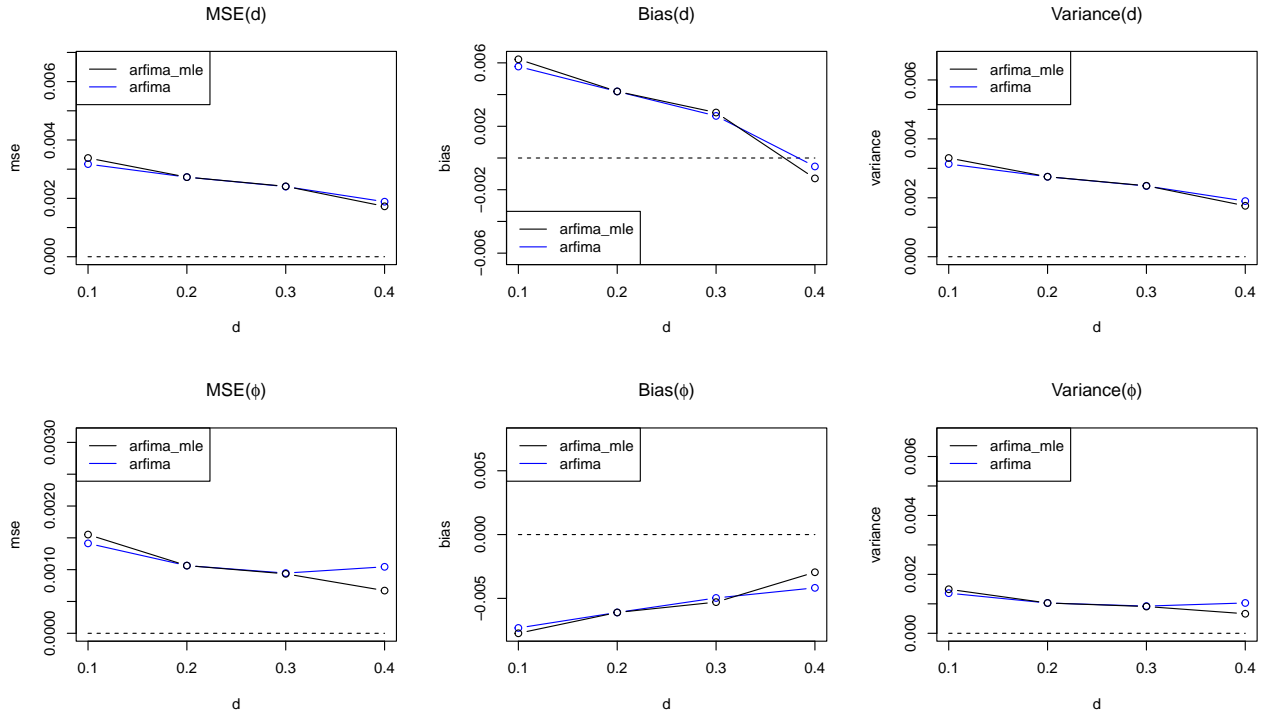 MSE(d)
mse
0.000
0.002
0.004
0.006
arfima_mle
arfima
0.1 0.2 0.3 0.4
d
Bias(d)
bias
−0.006
−0.002
0.002
0.006
arfima_mle
arfima
0.1 0.2 0.3 0.4
d
Variance(d)
variance
0.000
0.002
0.004
0.006
arfima_mle
arfima
0.1 0.2 0.3 0.4
d
MSE(ϕ)
mse
0.0000
0.0010
0.0020
0.0030
arfima_mle
arfima
0.1 0.2 0.3 0.4
d
Bias(ϕ)
bias
−0.005
0.000
0.005
arfima_mle
arfima
0.1 0.2 0.3 0.4
d
Variance(ϕ)
variance
0.000
0.002
0.004
0.006
arfima_mle
arfima
0.1 0.2 0.3 0.4
d